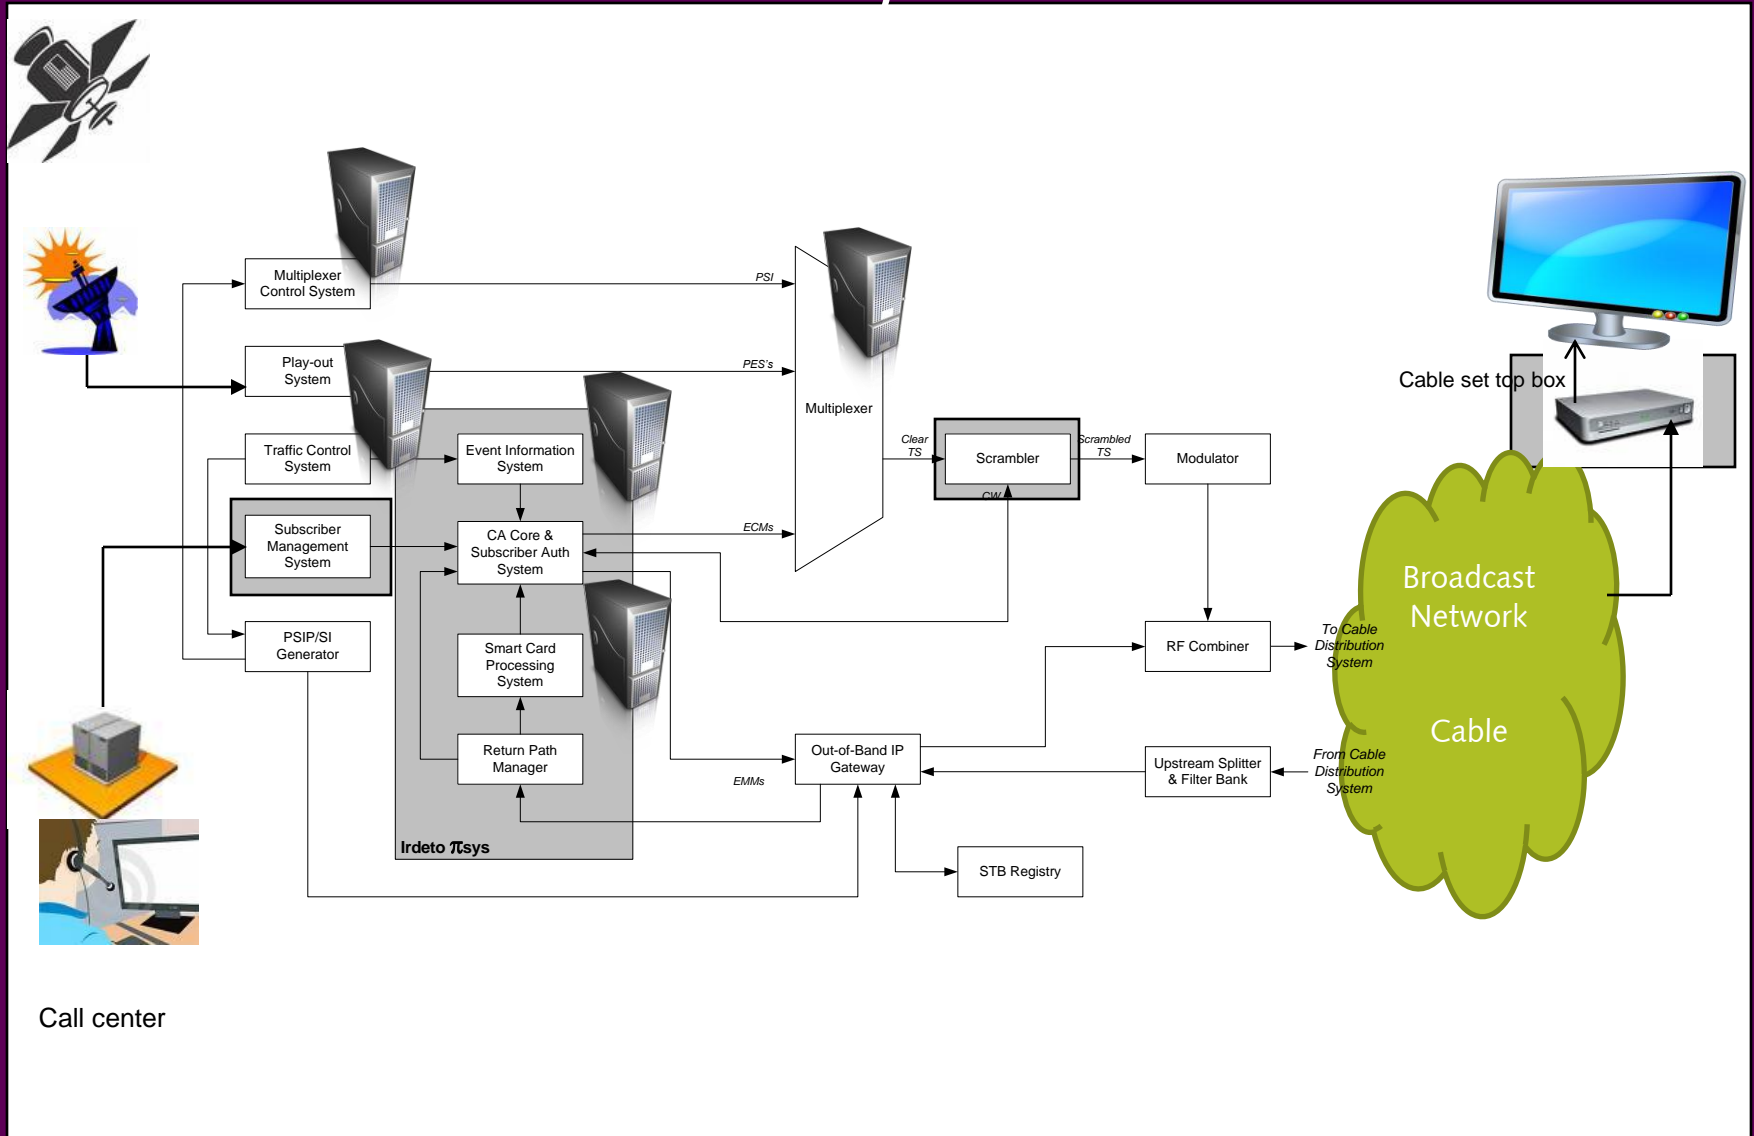 Multiplexer
Control System
PSI
Play-out
System
PES's
Cable set top box
Multiplexer
Traffic Control
System
Event Information
System
Clear
TS
Scrambler
Scrambled
TS
Modulator
CW
Subscriber
Management
System
CA Core &
Subscriber Auth
System
ECMs
Broadcast
Network
Cable
PSIP/SI
Generator
Smart Card
Processing
System
RF Combiner
To Cable
Distribution
System
Return Path
Manager
EMMs
Out-of-Band IP
Gateway
Upstream Splitter
& Filter Bank
From Cable
Distribution
System
Irdeto πsys
STB Registry
Call center